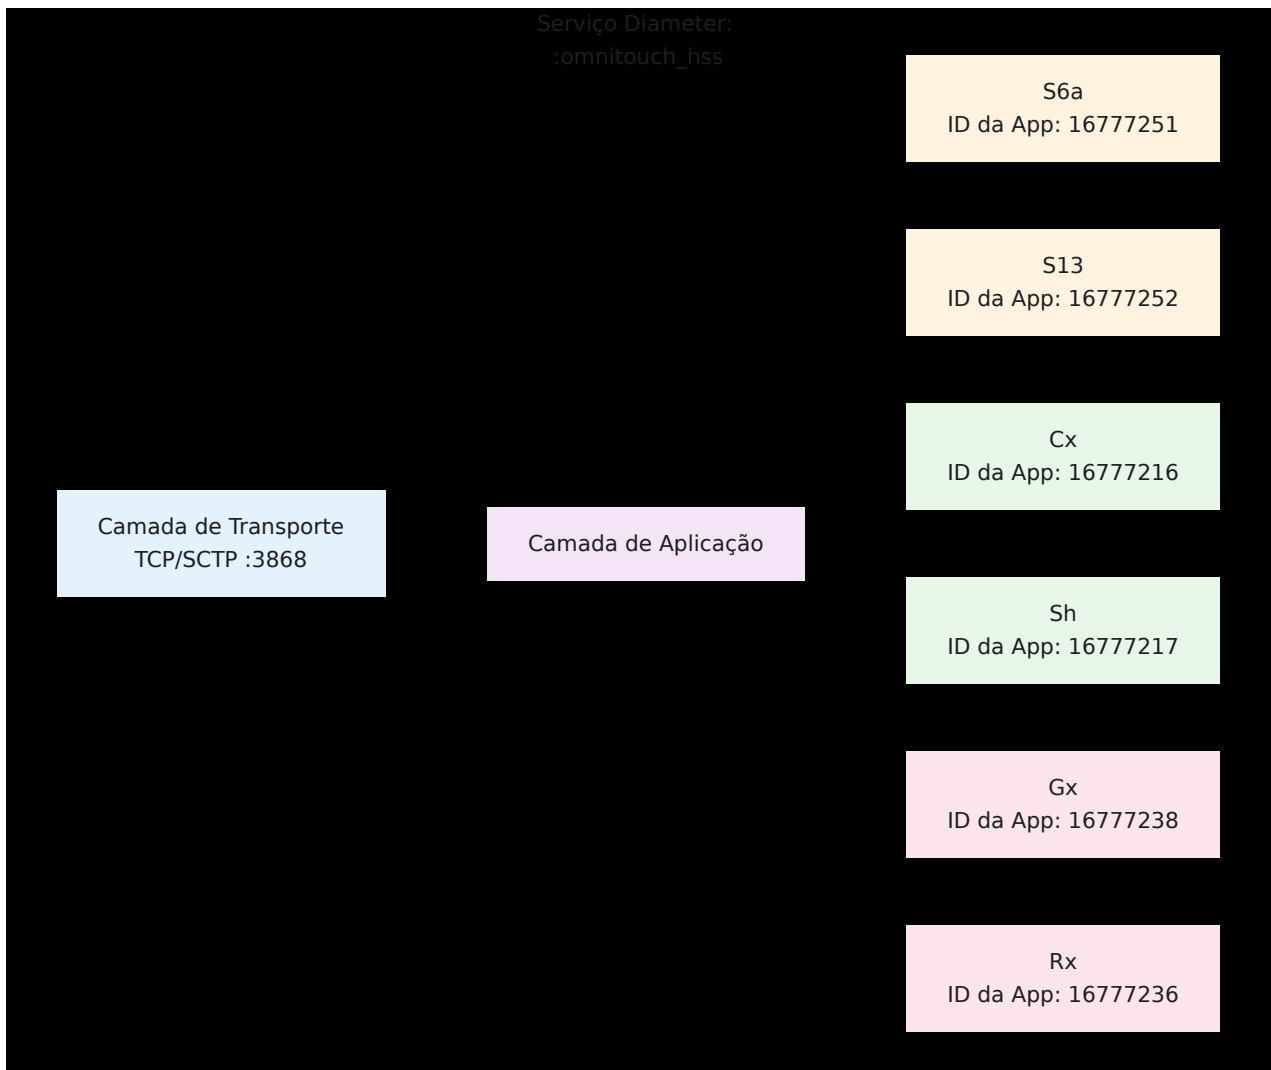 Serviço Diameter:
:omnitouch_hss
S6a
ID da App: 16777251
S13
ID da App: 16777252
Cx
ID da App: 16777216
Camada de Transporte
TCP/SCTP :3868
Camada de Aplicação
Sh
ID da App: 16777217
Gx
ID da App: 16777238
Rx
ID da App: 16777236